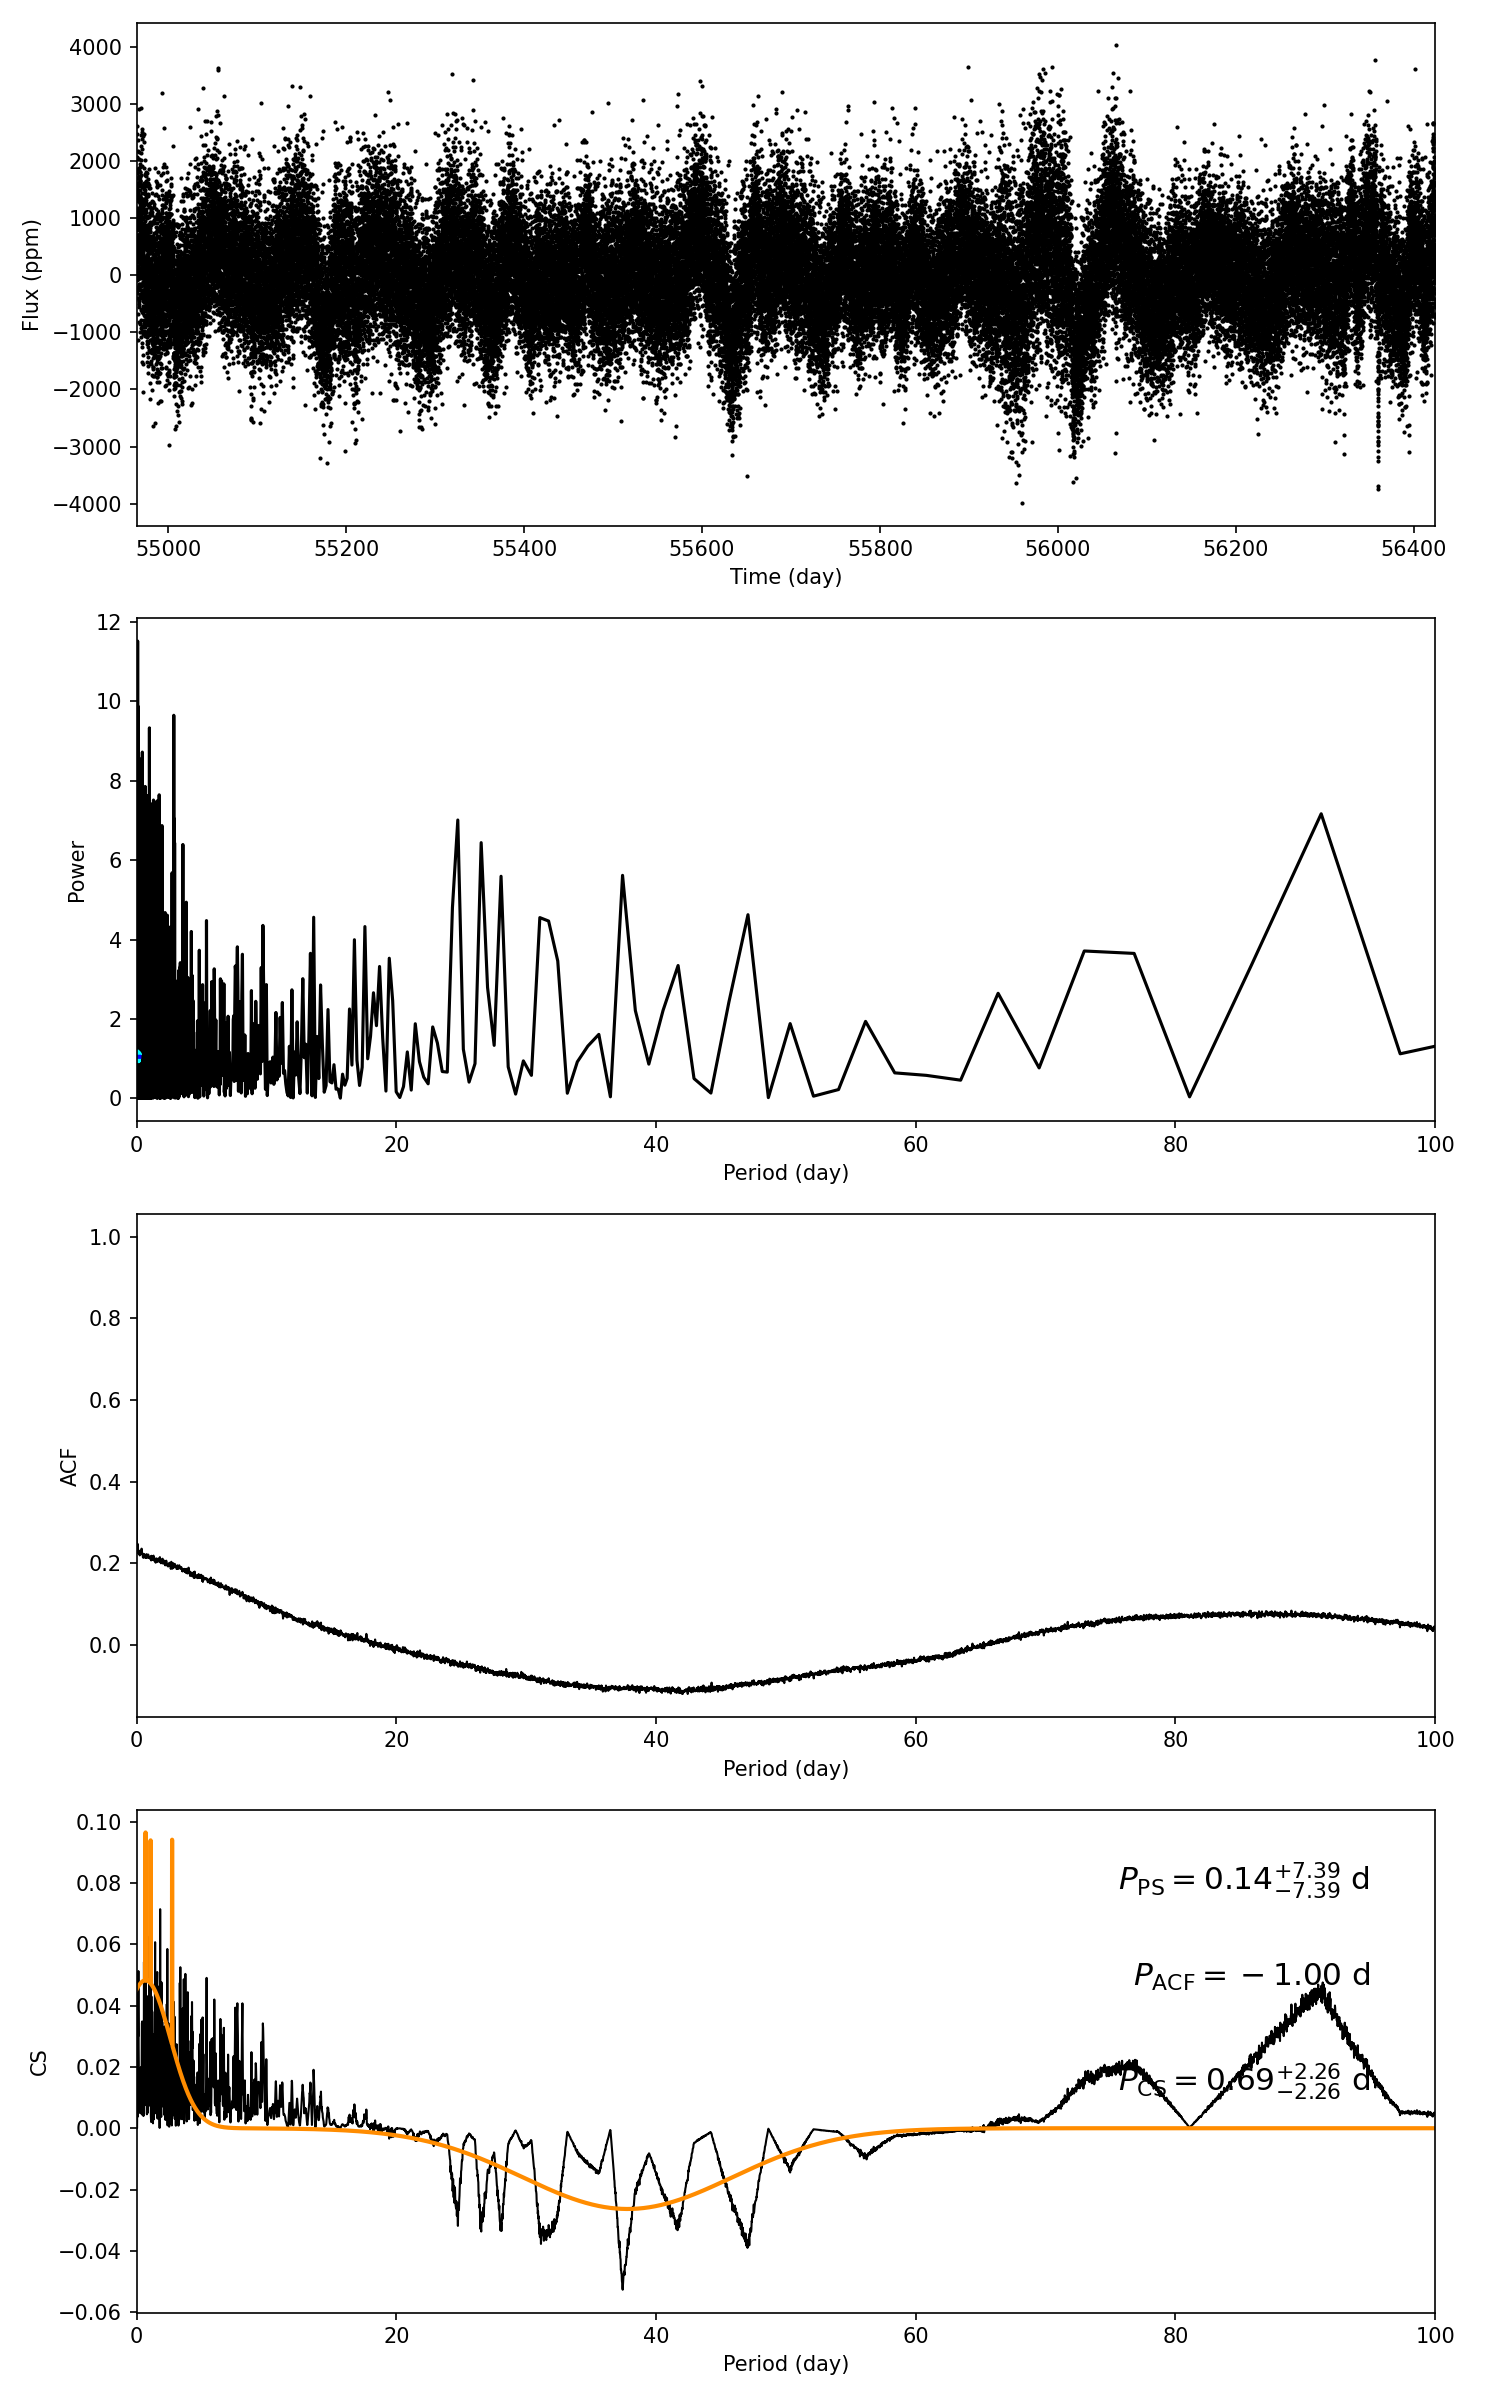 4000
3000
2000
1000
0
−1000
−2000
−3000
−4000
Flux (ppm)
55000 55200 55400 55600 55800 56000 56200 56400
Time (day)
12
10
8
6
4
2
0
Power
0 20 40 60 80 100
Period (day)
1.0
0.8
0.6
0.4
0.2
0.0
ACF
0 20 40 60 80 100
Period (day)
0.10
0.08
0.06
0.04
0.02
0.00
−0.02
−0.04
−0.06
CS
P_PS = 0.14 +7.39 −7.39 d
P_ACF = −1.00 d
P_CS = 0.69 +2.26 −2.26 d
0 20 40 60 80 100
Period (day)